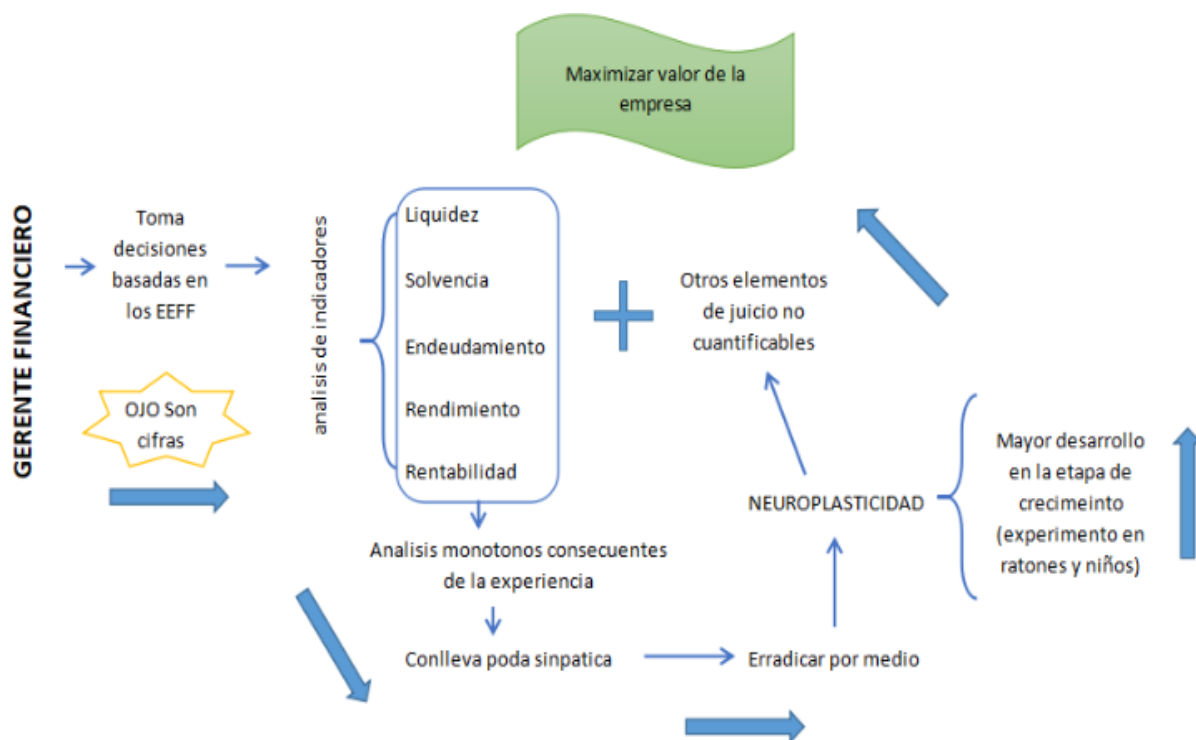 Maximizar valor de la
empresa
GERENTE FINANCIERO
Toma
decisiones
basadas en
los EEFF
OJO Son
cifras
analisis de indicadores
Liquidez
Solvencia
Endeudamiento
Rendimiento
Rentabilidad
Otros elementos
de juicio no
cuantificables
Analisis monotonos consecuentes
de la experiencia
Conlleva poda sinpatica
Erradicar por medio
NEUROPLASTICIDAD
Mayor desarrollo
en la etapa de
crecimeinto
(experimento en
ratones y niños)